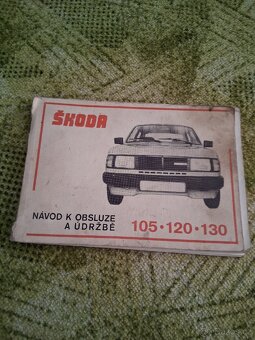 ŠKODA
NÁVOD K OBSLUZE
A ÚDRŽBĚ
105•120•130